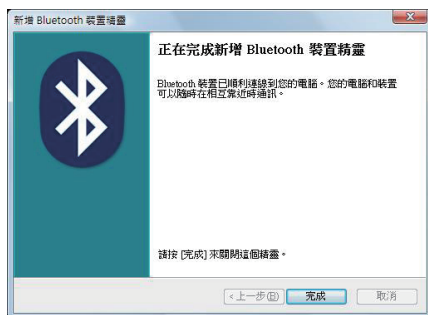 新增 Bluetooth 裝置精靈
正在完成新增 Bluetooth 裝置精靈
Bluetooth 裝置已順利連線到您的電腦。您的電腦和裝置
可以隨時在相互靠近時通訊。
請按 [完成] 來關閉這個精靈。
<上一步(B)
完成
取消